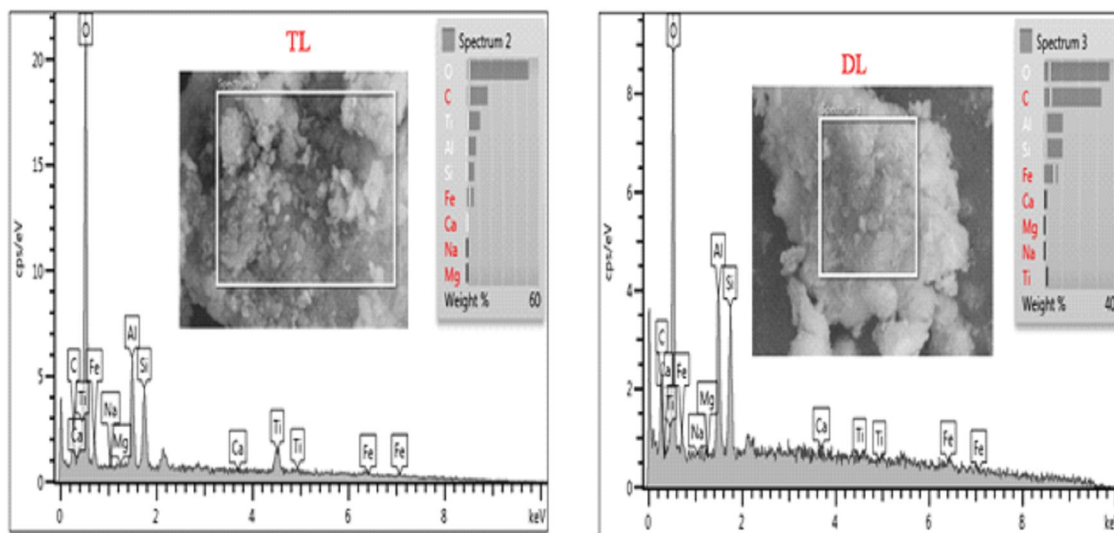 TL
Spectrum 2
O
C
Ti
Al
Si
Fe
Ca
Na
Mg
Weight % 60
cps/eV
20
15
10
5
0
O
Al
C
Fe
Si
Ti
Na
Ca
Mg
Ca
Ti
Ti
Fe
Fe
0 2 4 6 8 keV
DL
Spectrum 3
O
C
Al
Si
Fe
Ca
Mg
Na
Ti
Weight % 40
cps/eV
8
6
4
2
0
O
Al
Si
C
Fe
Ti
Mg
Na
Ca
Ti
Ti
Fe
Fe
0 2 4 6 8